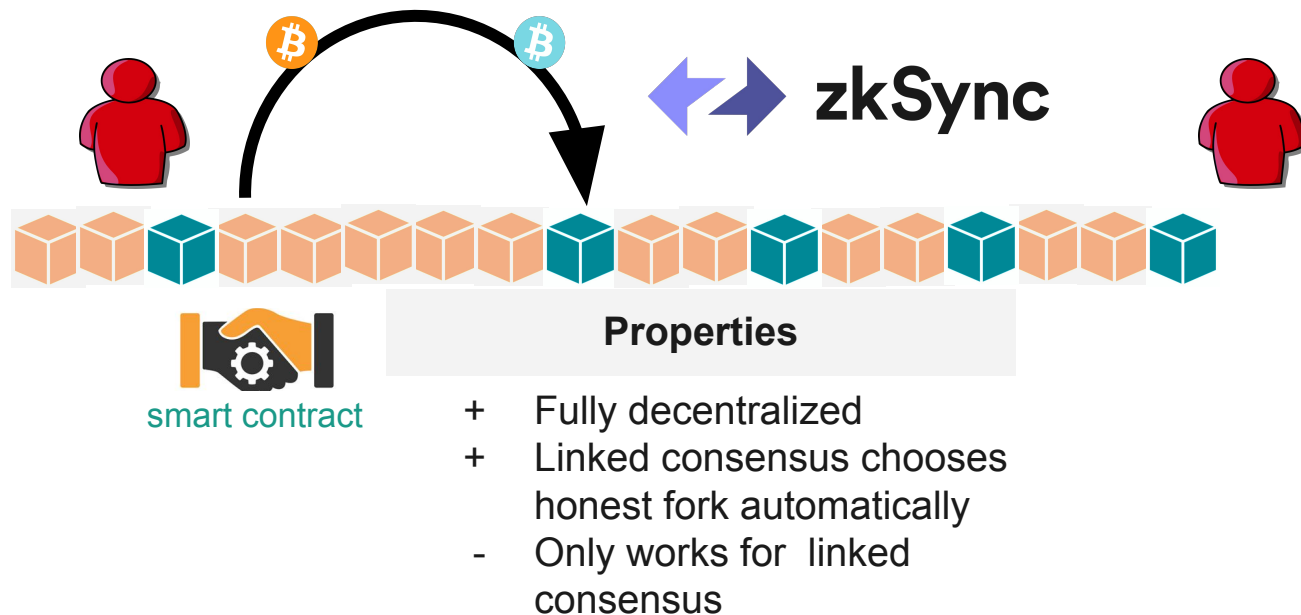 zkSync
Properties
smart contract
+ Fully decentralized
+ Linked consensus chooses
honest fork automatically
- Only works for linked
consensus